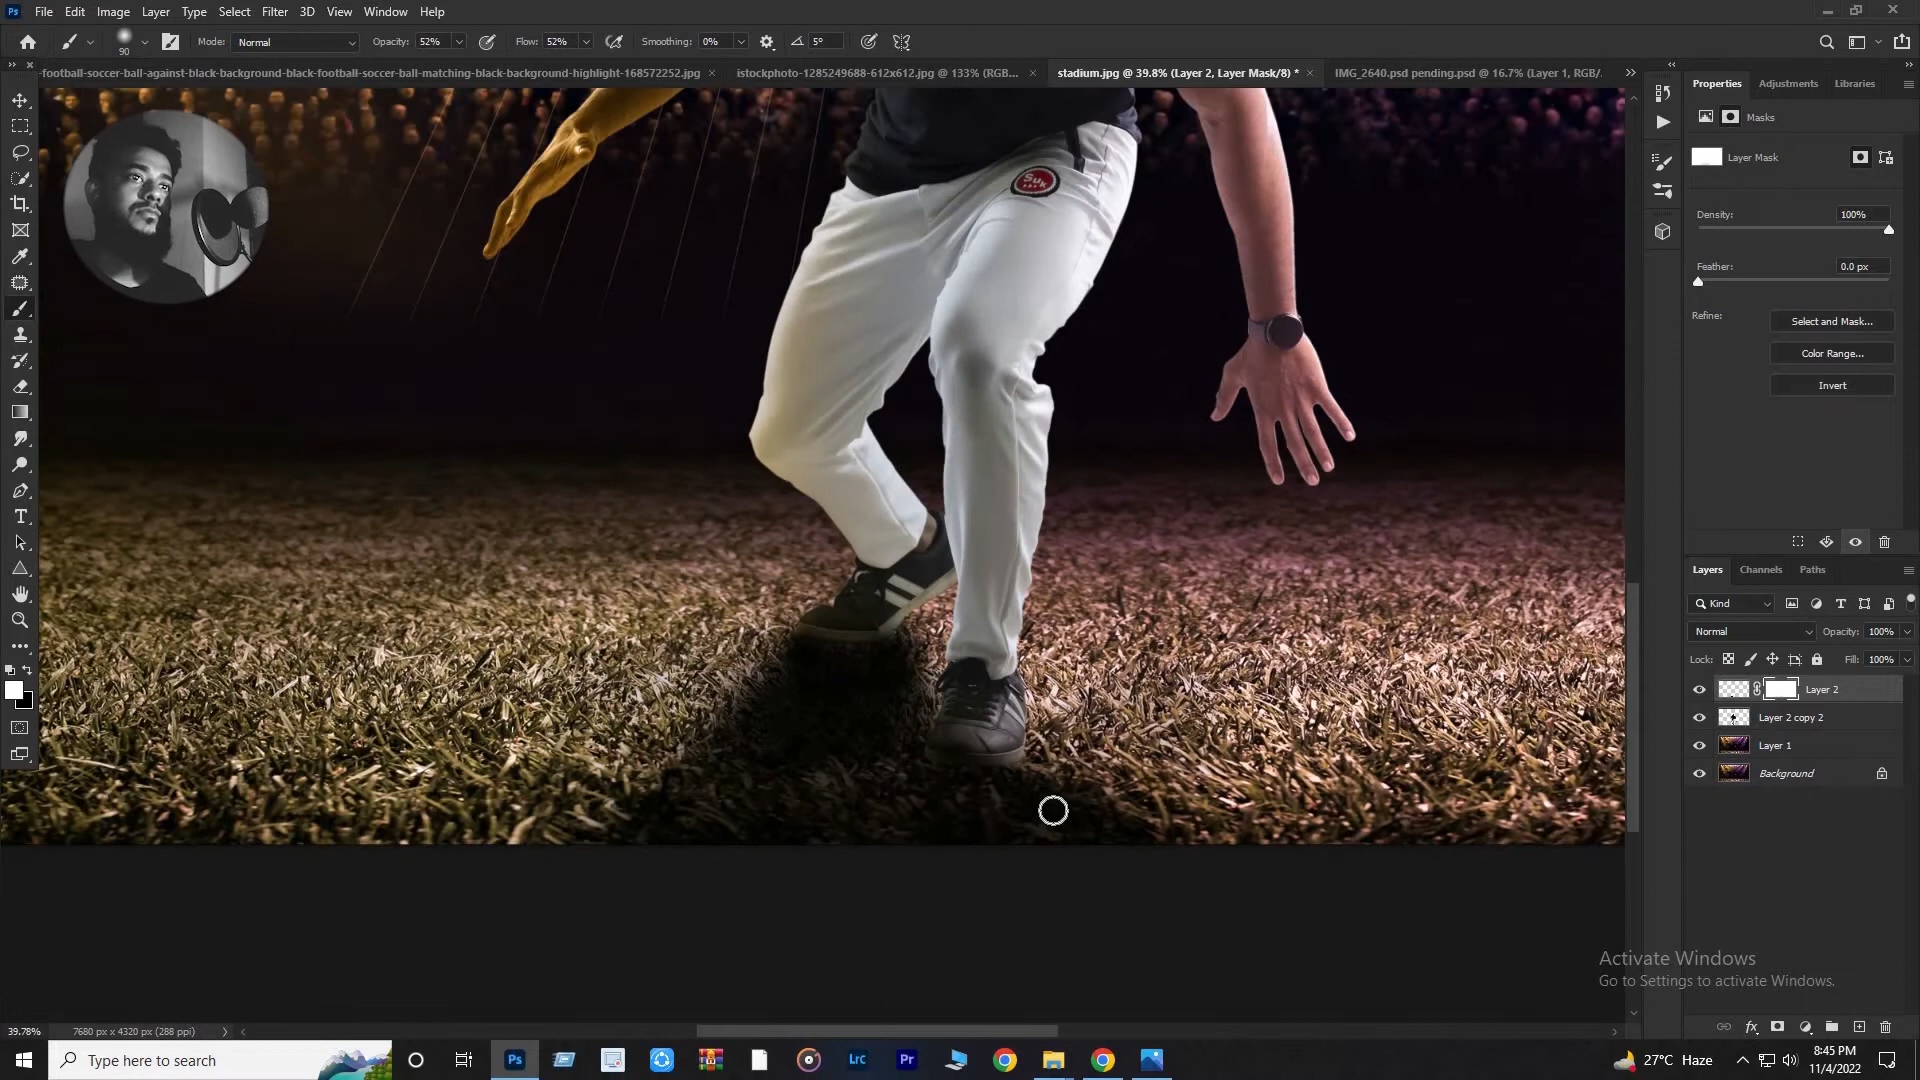 Ps File Edit Image Layer Type Select Filter 3D View Window Help
90 Mode: Normal Opacity: 52% Flow: 52% Smoothing: 0% 5°
-football-soccer-ball-against-black-background-black-football-soccer-ball-matching-black-background-highlight-168572252.jpg × istockphoto-1285249688-612x612.jpg @ 133% (RGB... × stadium.jpg @ 39.8% (Layer 2, Layer Mask/8) * × IMG_2640.psd pending.psd @ 16.7% (Layer 1, RGB/.
Properties Adjustments Libraries
Masks
Layer Mask
Density: 100%
Feather: 0.0 px
Refine: Select and Mask...
Color Range...
Invert
SUK
Layers Channels Paths
Kind
Normal Opacity: 100%
Lock: Fill: 100%
Layer 2
Layer 2 copy 2
Layer 1
Background
Activate Windows
Go to Settings to activate Windows.
39.78% 7680 px x 4320 px (288 ppi)
Type here to search
Ps LrC Pr
27°C Haze
8:45 PM
11/4/2022